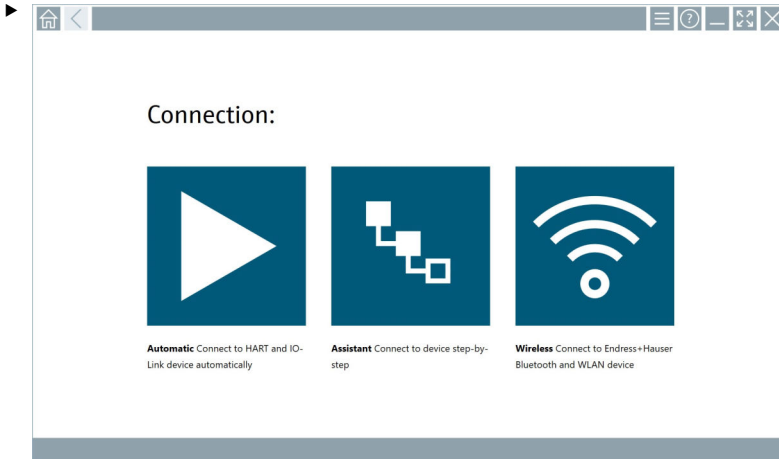 Connection:
Automatic Connect to HART and IO-
Link device automatically
Assistant Connect to device step-by-
step
Wireless Connect to Endress+Hauser
Bluetooth and WLAN device